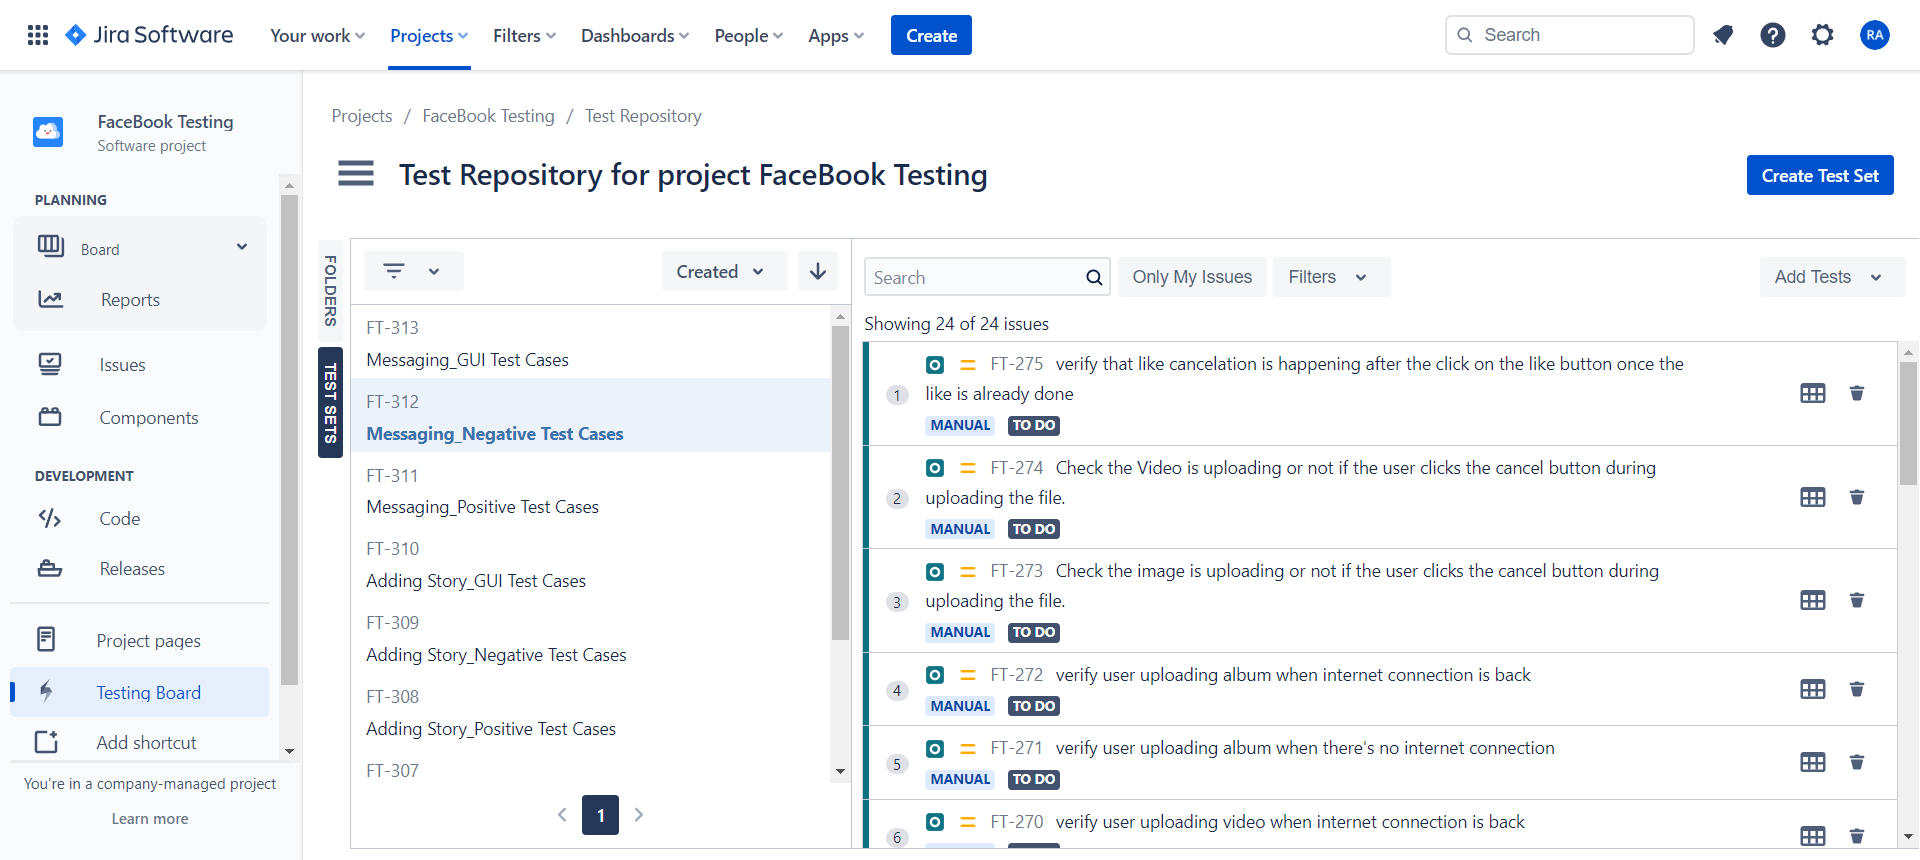 Jira Software
Your work
Projects
Filters
Dashboards
People
Apps
Create
Search
RA
FaceBook Testing
Software project
PLANNING
Board
Reports
Issues
Components
DEVELOPMENT
Code
Releases
Project pages
Testing Board
Add shortcut
You're in a company-managed project
Learn more
Projects / FaceBook Testing / Test Repository
Test Repository for project FaceBook Testing
Create Test Set
FOLDERS
TEST SETS
Created
FT-313
Messaging_GUI Test Cases
FT-312
Messaging_Negative Test Cases
FT-311
Messaging_Positive Test Cases
FT-310
Adding Story_GUI Test Cases
FT-309
Adding Story_Negative Test Cases
FT-308
Adding Story_Positive Test Cases
FT-307
1
Search
Only My Issues
Filters
Add Tests
Showing 24 of 24 issues
1
FT-275 verify that like cancelation is happening after the click on the like button once the
like is already done
MANUAL TO DO
2
FT-274 Check the Video is uploading or not if the user clicks the cancel button during
uploading the file.
MANUAL TO DO
3
FT-273 Check the image is uploading or not if the user clicks the cancel button during
uploading the file.
MANUAL TO DO
4
FT-272 verify user uploading album when internet connection is back
MANUAL TO DO
5
FT-271 verify user uploading album when there's no internet connection
MANUAL TO DO
6
FT-270 verify user uploading video when internet connection is back